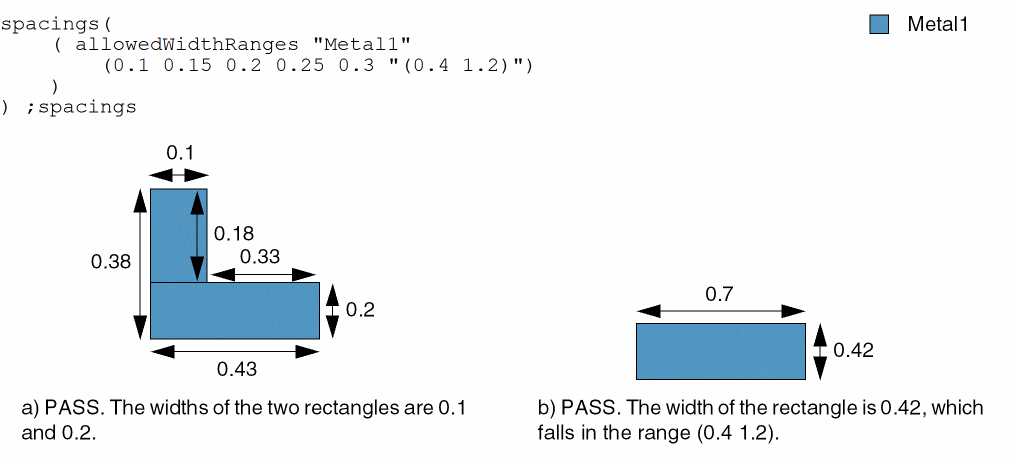 spacings(
( allowedWidthRanges "Metal1"
(0.1 0.15 0.2 0.25 0.3 "(0.4 1.2)")
)
) ;spacings
Metal1
0.1
0.18
0.38
0.33
0.2
0.43
0.7
0.42
a) PASS. The widths of the two rectangles are 0.1
and 0.2.
b) PASS. The width of the rectangle is 0.42, which
falls in the range (0.4 1.2).